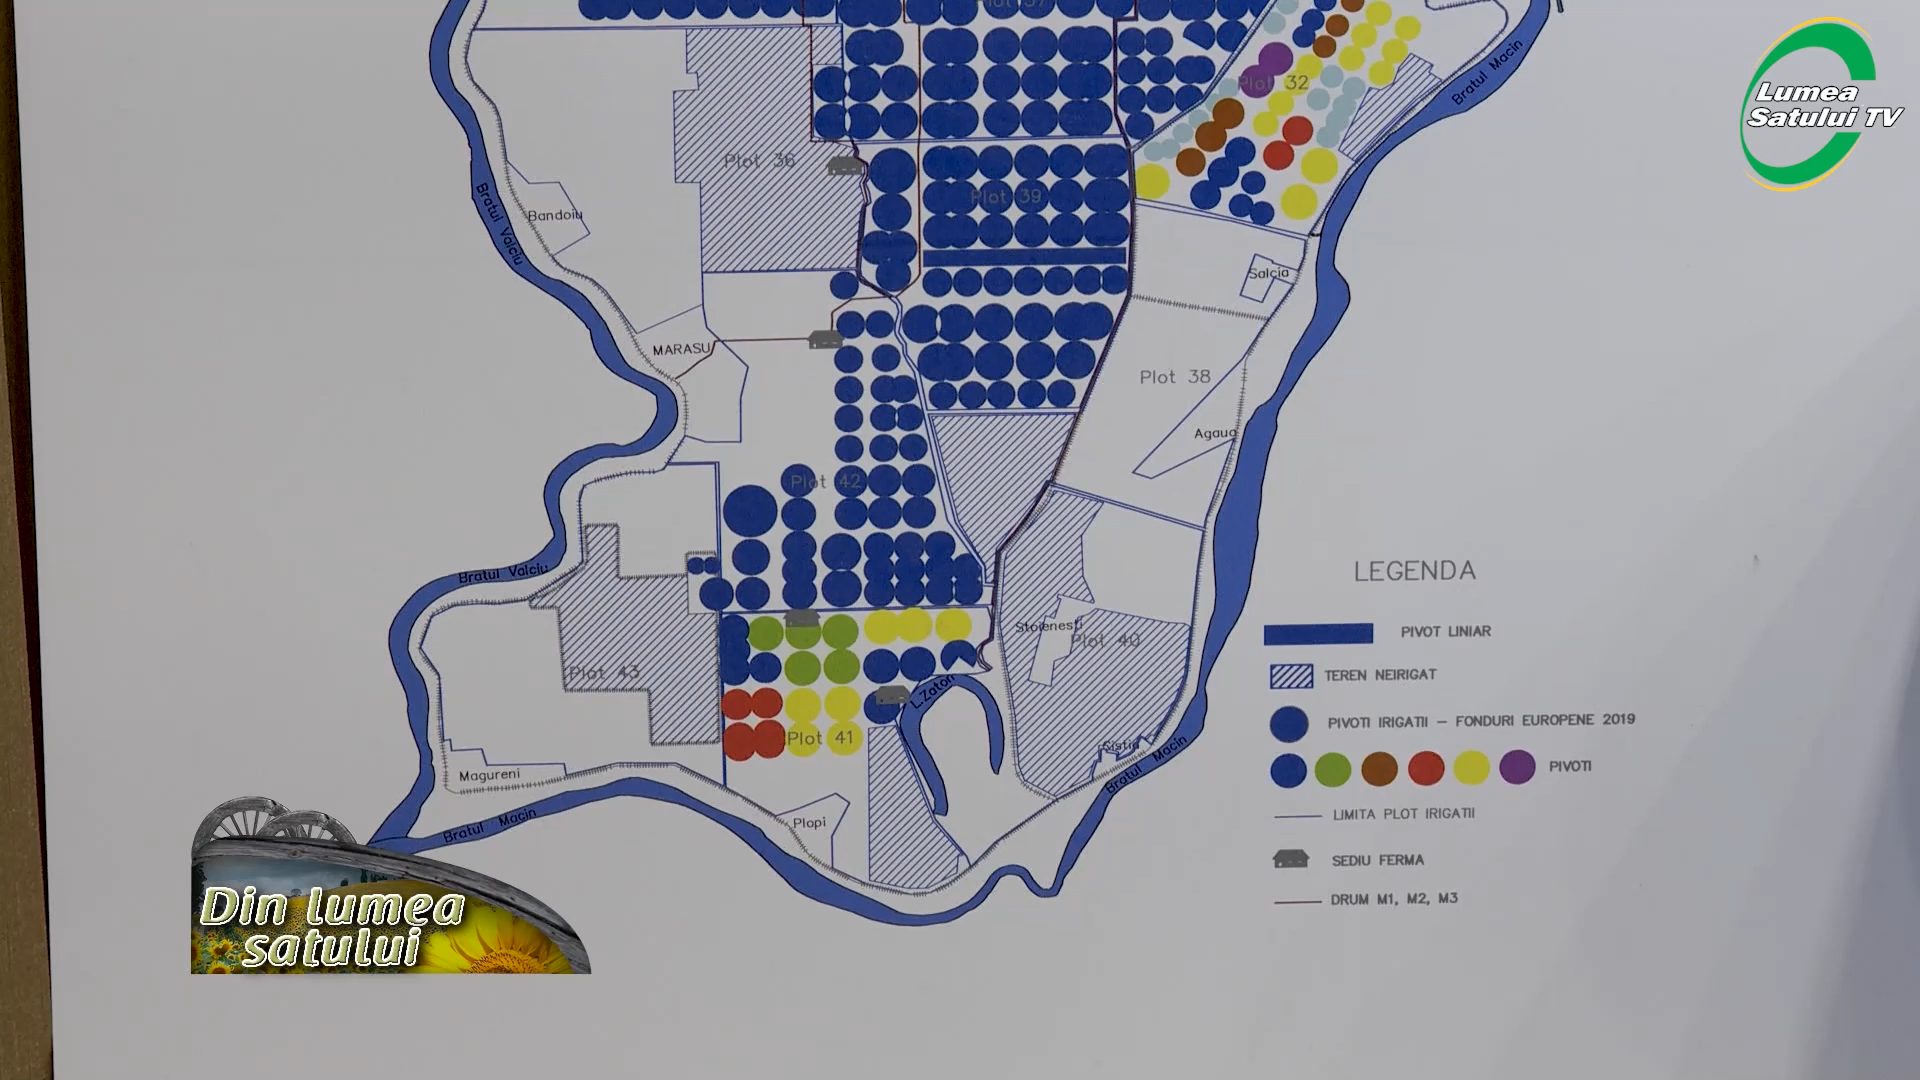 Plot 37
Bratul Macin
Lumea
Satului TV
Plot 32
Plot 36
Plot 39
Bratul Valciu
Bandoiu
Salcia
MARASU
Plot 38
Agaua
Plot 42
Bratul Valciu
Stoienesti
Plot 40
Plot 43
L.Zaton
Plot 41
Cistia
Bratul Macin
Magureni
Plopi
Bratul Macin
LEGENDA
PIVOT LINIAR
TEREN NEIRIGAT
PIVOTI IRIGATII – FONDURI EUROPENE 2019
PIVOTI
LIMITA PLOT IRIGATII
SEDIU FERMA
DRUM M1, M2, M3
Din lumea
satului